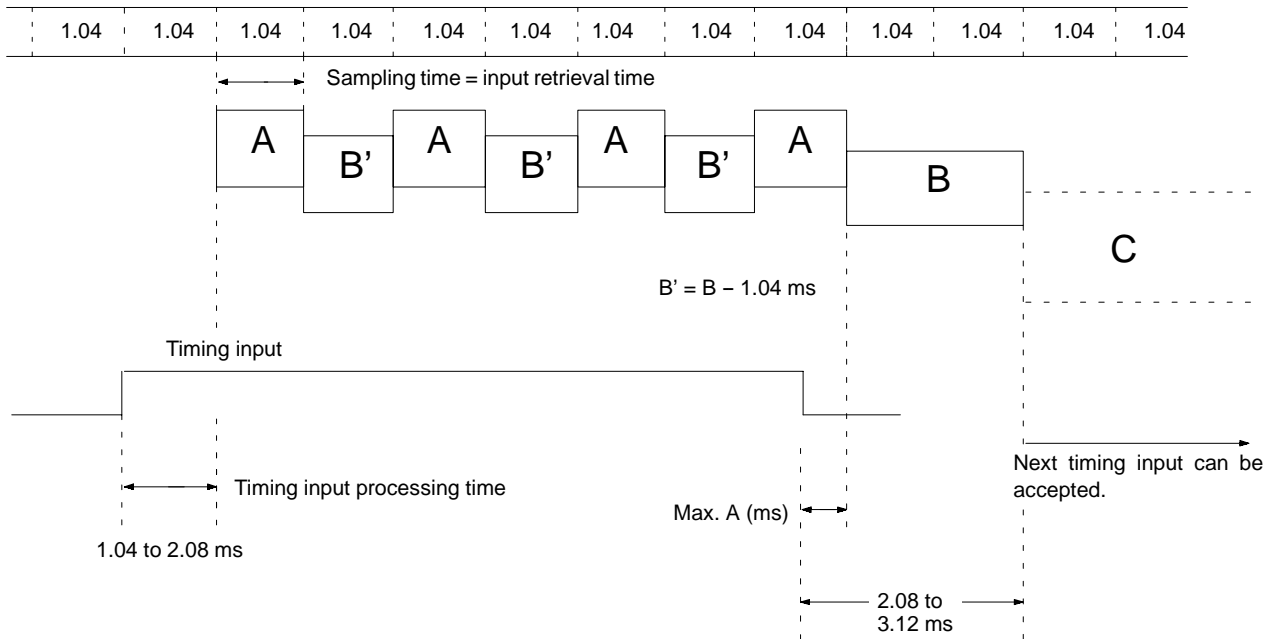 1.04 1.04 1.04 1.04 1.04 1.04 1.04 1.04 1.04 1.04 1.04 1.04 1.04
Sampling time = input retrieval time
A B’ A B’ A B’ A B
C
B’ = B – 1.04 ms
Timing input
Next timing input can be
accepted.
Timing input processing time
Max. A (ms)
1.04 to 2.08 ms
2.08 to
3.12 ms